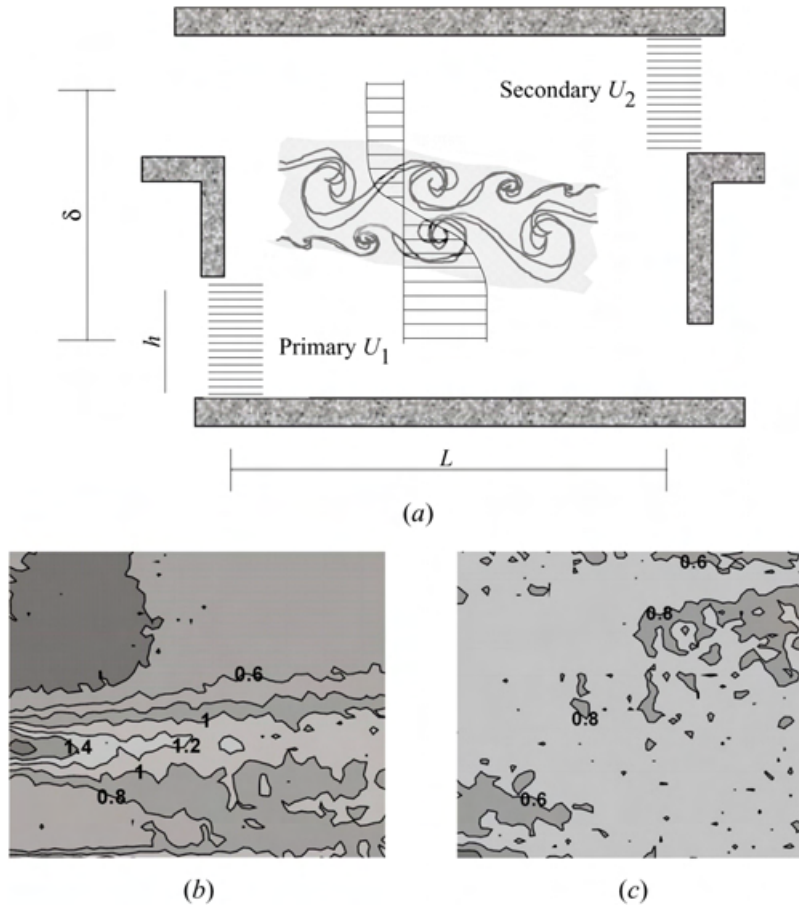 Secondary U2
δ
h
Primary U1
L
(a)
0.6
1
1.4
1.2
1
0.8
0.6
0.8
0.8
0.6
(b)
(c)